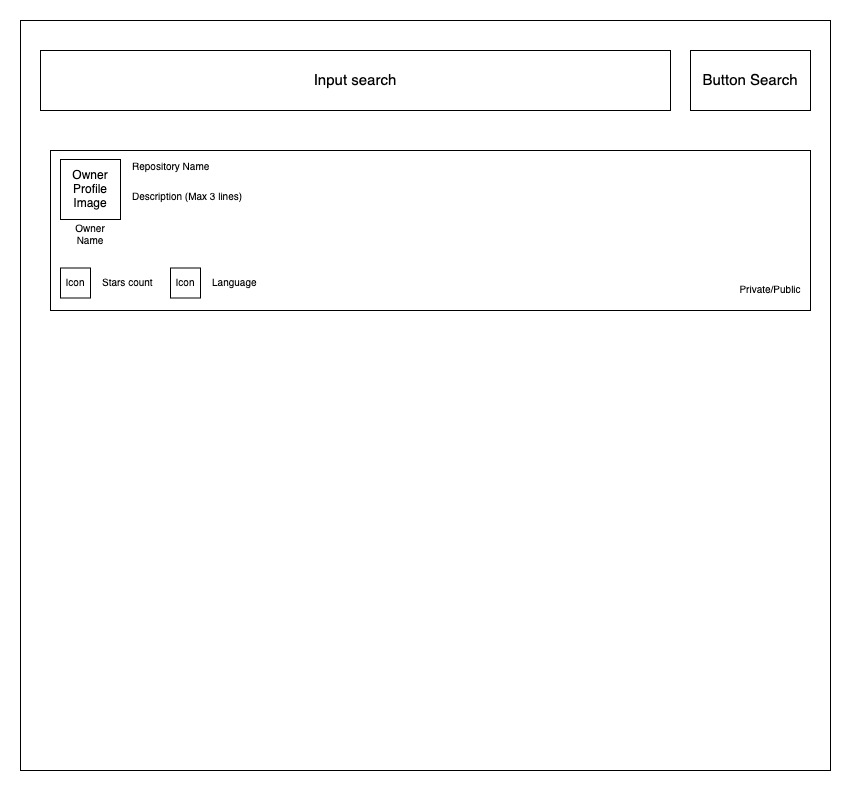 Input search
Button Search
Owner
Profile
Image
Repository Name
Description (Max 3 lines)
Owner
Name
Icon
Stars count
Icon
Language
Private/Public